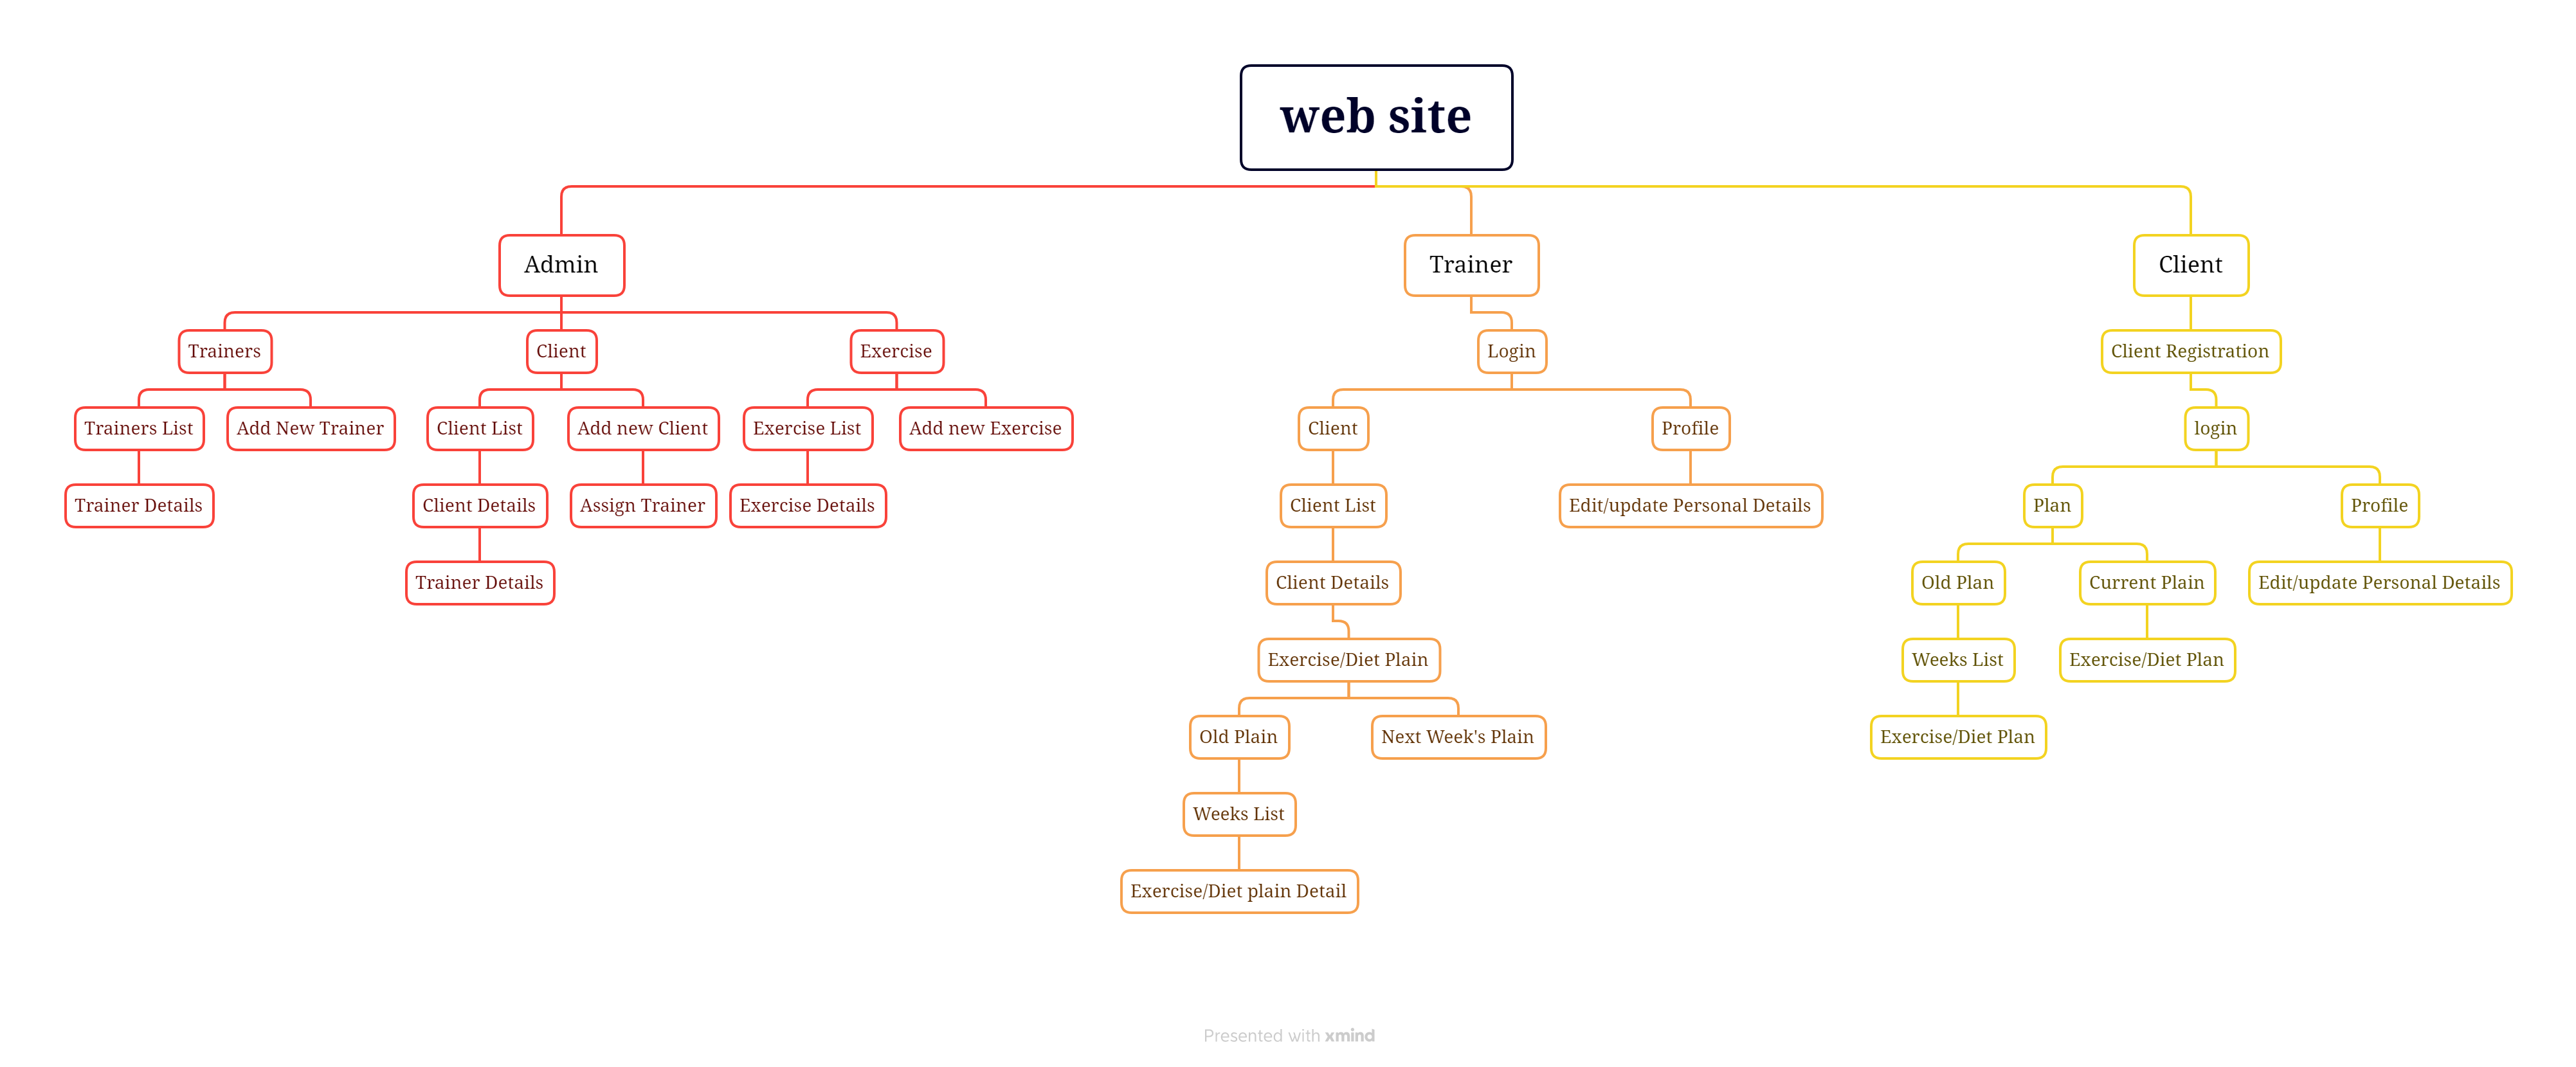 web site
Admin
Trainer
Client
Trainers
Client
Exercise
Login
Client Registration
Trainers List
Add New Trainer
Client List
Add new Client
Exercise List
Add new Exercise
Client
Profile
login
Trainer Details
Client Details
Assign Trainer
Exercise Details
Client List
Edit/update Personal Details
Plan
Profile
Trainer Details
Client Details
Old Plan
Current Plain
Edit/update Personal Details
Exercise/Diet Plain
Weeks List
Exercise/Diet Plan
Old Plain
Next Week's Plain
Exercise/Diet Plan
Weeks List
Exercise/Diet plain Detail
Presented with xmind